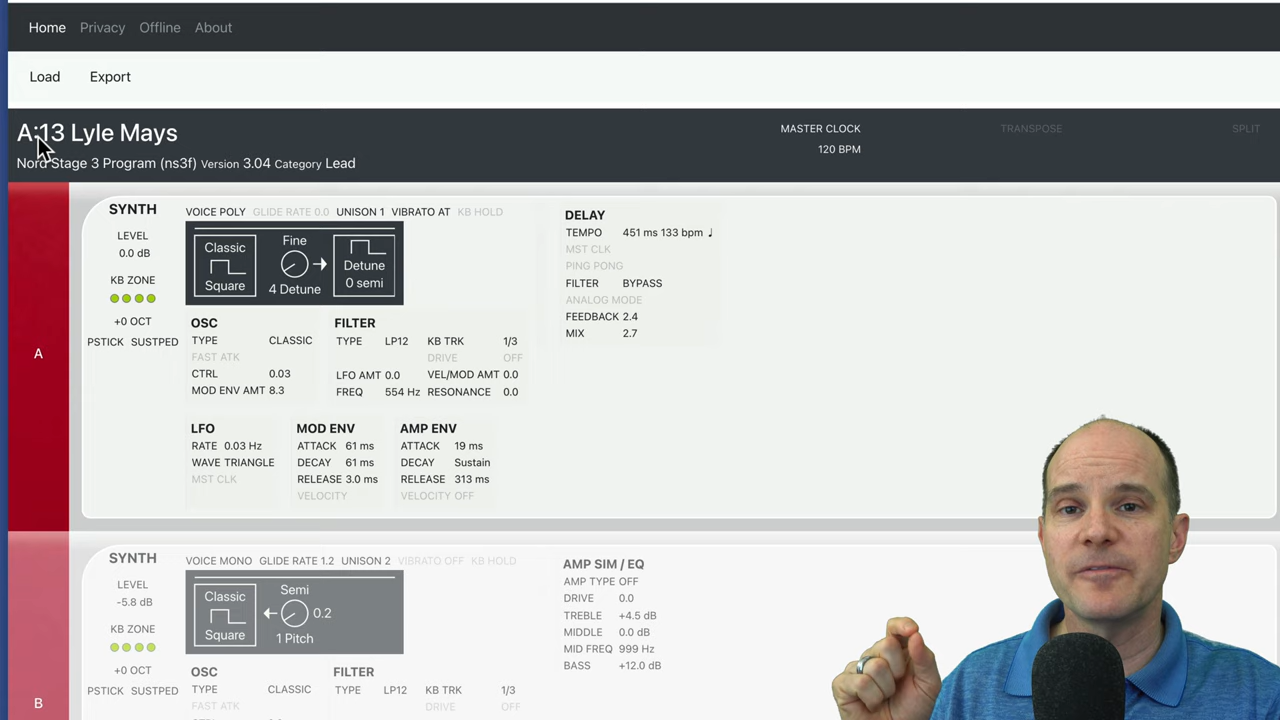 Home Privacy Offline About
Load Export
A:13 Lyle Mays
Nord Stage 3 Program (ns3f) Version 3.04 Category Lead
MASTER CLOCK
120 BPM
TRANSPOSE
SPLIT
A
SYNTH
LEVEL
0.0 dB
KB ZONE
+0 OCT
PSTICK SUSTPED
VOICE POLY GLIDE RATE 0.0 UNISON 1 VIBRATO AT KB HOLD
Classic
Square
Fine
4 Detune
Detune
0 semi
OSC
TYPE CLASSIC
FAST ATK
CTRL 0.03
MOD ENV AMT 8.3
FILTER
TYPE LP12 KB TRK 1/3
DRIVE OFF
LFO AMT 0.0 VEL/MOD AMT 0.0
FREQ 554 Hz RESONANCE 0.0
LFO
RATE 0.03 Hz
WAVE TRIANGLE
MST CLK
MOD ENV
ATTACK 61 ms
DECAY 61 ms
RELEASE 3.0 ms
VELOCITY
AMP ENV
ATTACK 19 ms
DECAY Sustain
RELEASE 313 ms
VELOCITY OFF
DELAY
TEMPO 451 ms 133 bpm ♩
MST CLK
PING PONG
FILTER BYPASS
ANALOG MODE
FEEDBACK 2.4
MIX 2.7
B
SYNTH
LEVEL
-5.8 dB
KB ZONE
+0 OCT
PSTICK SUSTPED
VOICE MONO GLIDE RATE 1.2 UNISON 2 VIBRATO OFF KB HOLD
Classic
Square
Semi
0.2
1 Pitch
OSC
TYPE CLASSIC
FAST ATK
FILTER
TYPE LP12 KB TRK 1/3
DRIVE OFF
AMP SIM / EQ
AMP TYPE OFF
DRIVE 0.0
TREBLE +4.5 dB
MIDDLE 0.0 dB
MID FREQ 999 Hz
BASS +12.0 dB